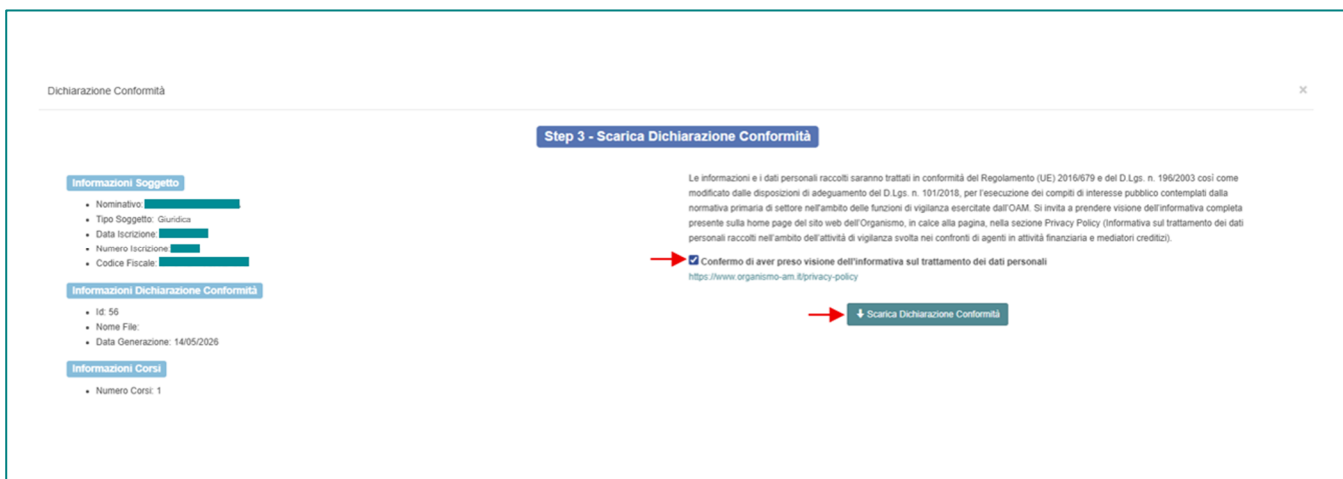 Dichiarazione Conformità
×
Step 3 - Scarica Dichiarazione Conformità
Informazioni Soggetto
Nominativo:
Tipo Soggetto: Giuridica
Data Iscrizione:
Numero Iscrizione:
Codice Fiscale:
Informazioni Dichiarazione Conformità
Id: 56
Nome File:
Data Generazione: 14/05/2026
Informazioni Corsi
Numero Corsi: 1
Le informazioni e i dati personali raccolti saranno trattati in conformità del Regolamento (UE) 2016/679 e del D.Lgs. n. 196/2003 così come
modificato dalle disposizioni di adeguamento del D.Lgs. n. 101/2018, per l'esecuzione dei compiti di interesse pubblico contemplati dalla
normativa primaria di settore nell'ambito delle funzioni di vigilanza esercitate dall'OAM. Si invita a prendere visione dell'informativa completa
presente sulla home page del sito web dell'Organismo, in calce alla pagina, nella sezione Privacy Policy (Informativa sul trattamento dei dati
personali raccolti nell'ambito dell'attività di vigilanza svolta nei confronti di agenti in attività finanziaria e mediatori creditizi).
Confermo di aver preso visione dell'informativa sul trattamento dei dati personali
https://www.organismo-am.it/privacy-policy
Scarica Dichiarazione Conformità